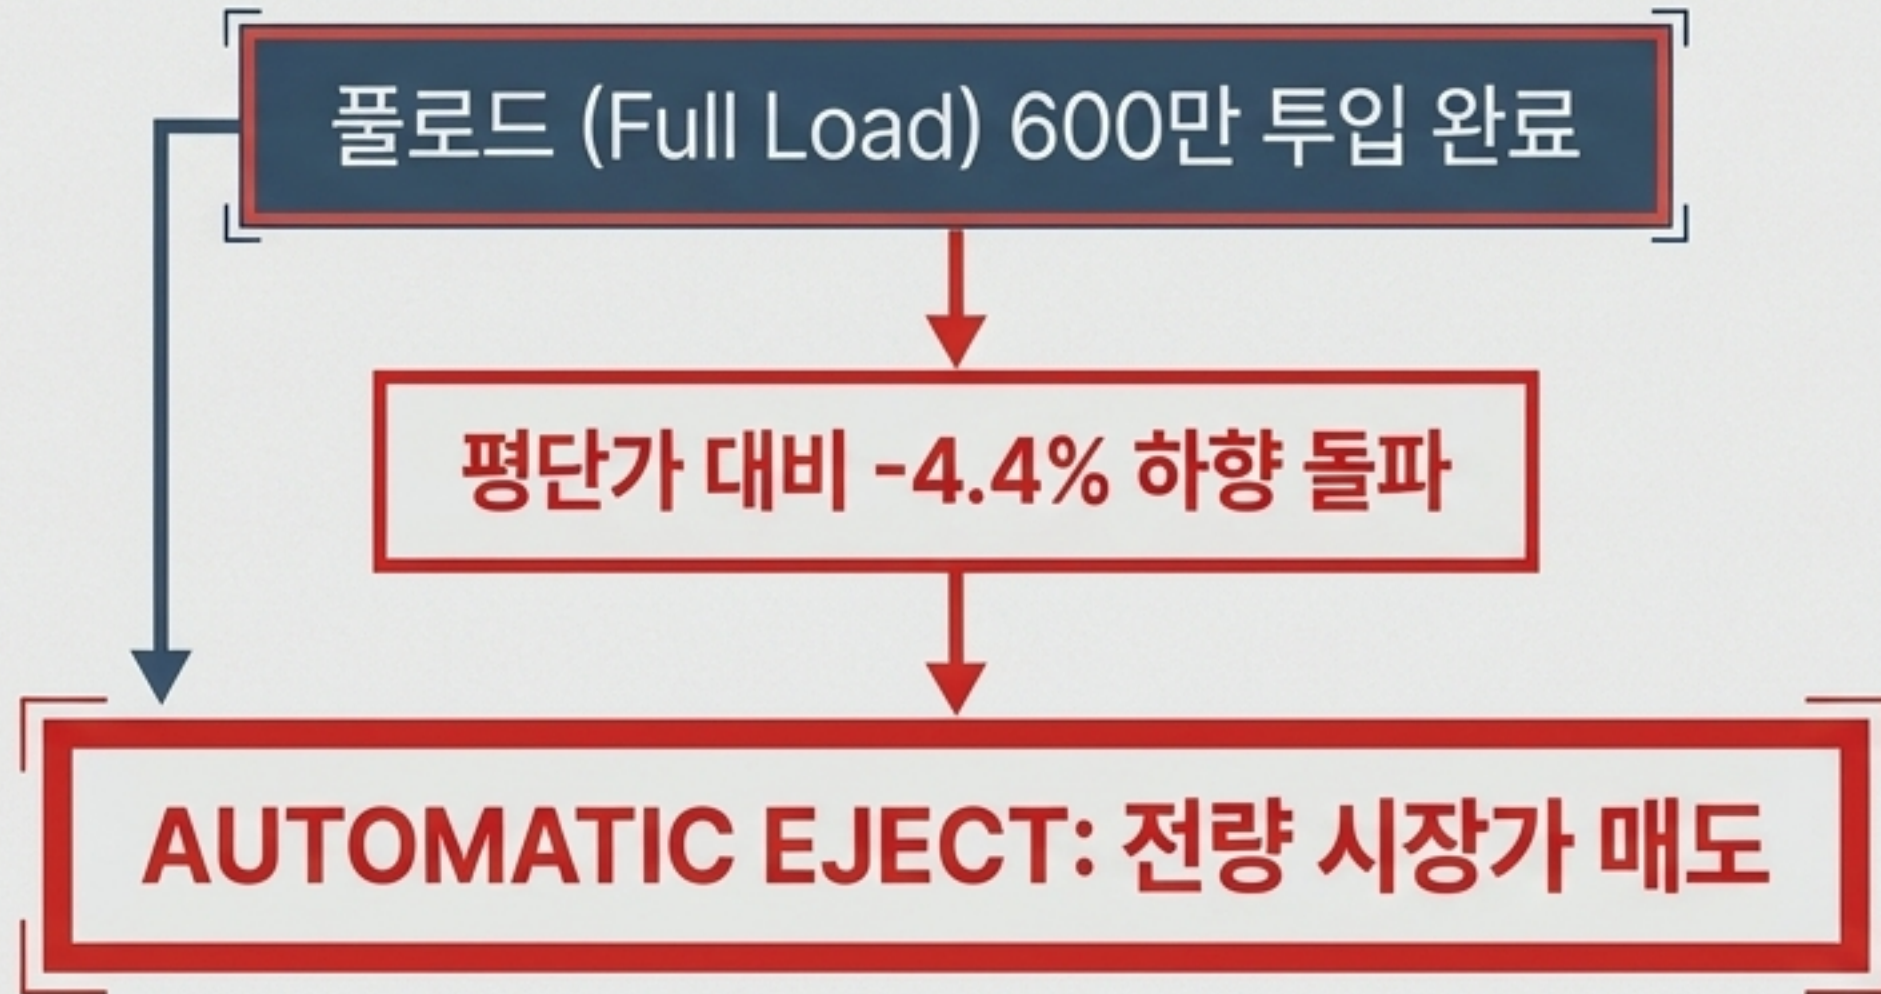 풀로드 (Full Load) 600만 투입 완료
평단가 대비 -4.4% 하향 돌파
AUTOMATIC EJECT: 전량 시장가 매도